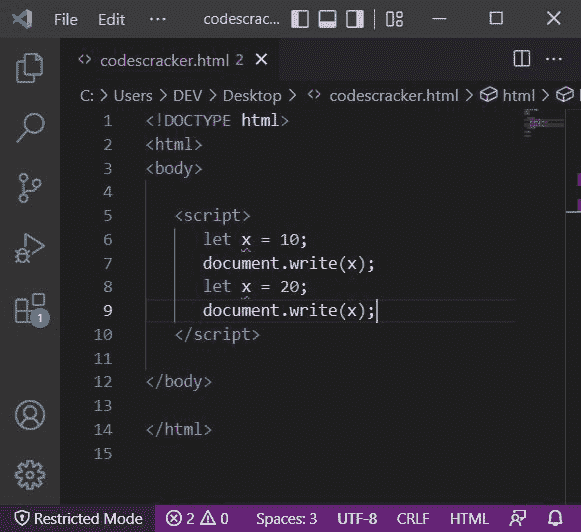 File Edit ··· codescrac...
<> codescracker.html 2 ×
C: > Users > DEV > Desktop > <> codescracker.html > html >
1 <!DOCTYPE html>
2 <html>
3 <body>
4
5 <script>
6 let x = 10;
7 document.write(x);
8 let x = 20;
9 document.write(x);
10 </script>
11
12 </body>
13
14 </html>
15
1
Restricted Mode 2 0 Spaces: 3 UTF-8 CRLF HTML